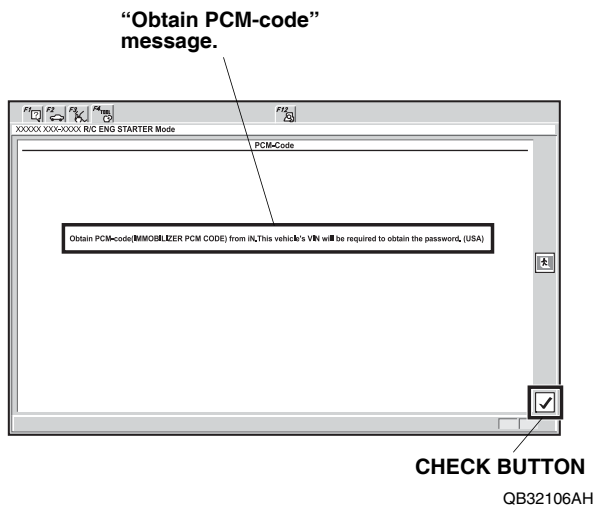 “Obtain PCM-code”
message.
F1 F2 F3 F4 TOOL F12
XXXXX XXX-XXXX R/C ENG STARTER Mode
PCM-Code
Obtain PCM-code(IMMOBILIZER PCM CODE) from iN.This vehicle's VIN will be required to obtain the password. (USA)
CHECK BUTTON
QB32106AH